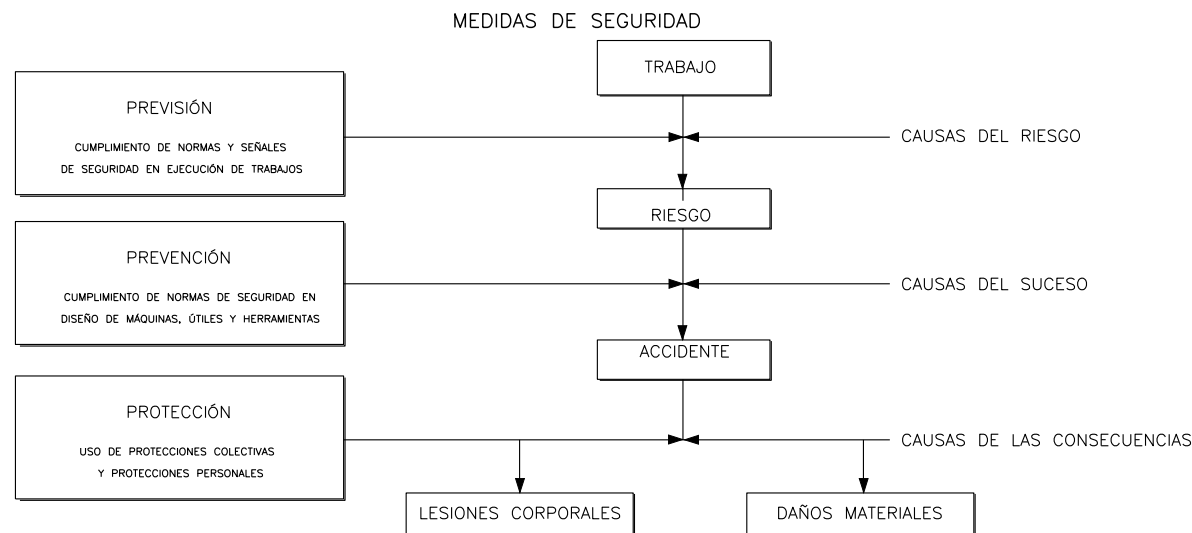 MEDIDAS DE SEGURIDAD
TRABAJO
PREVISIÓN
CUMPLIMIENTO DE NORMAS Y SEÑALES
DE SEGURIDAD EN EJECUCIÓN DE TRABAJOS
CAUSAS DEL RIESGO
RIESGO
PREVENCIÓN
CUMPLIMIENTO DE NORMAS DE SEGURIDAD EN
DISEÑO DE MÁQUINAS, ÚTILES Y HERRAMIENTAS
CAUSAS DEL SUCESO
ACCIDENTE
PROTECCIÓN
USO DE PROTECCIONES COLECTIVAS
Y PROTECCIONES PERSONALES
CAUSAS DE LAS CONSECUENCIAS
LESIONES CORPORALES
DAÑOS MATERIALES